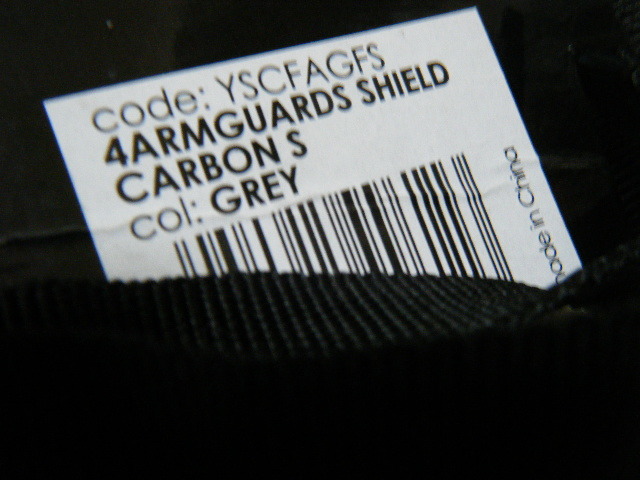 code: YSCFAGFS
4ARMGUARDS SHIELD
CARBON S
col: GREY
made in China